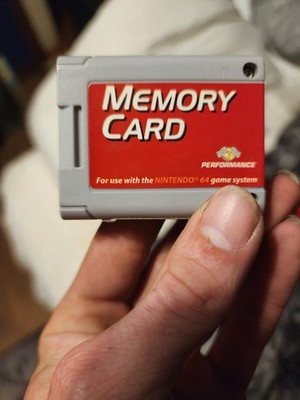 MEMORY
CARD
PERFORMANCE
For use with the NINTENDO® 64 game system